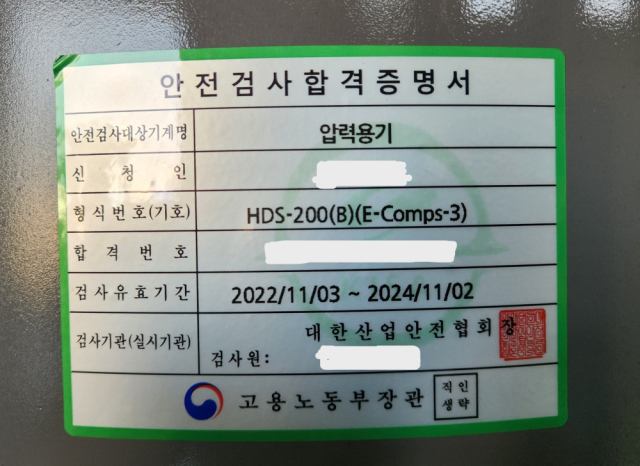 안전검사합격증명서
안전검사대상기계명 압력용기
신청인
형식번호(기호) HDS-200(B)(E-Comps-3)
합격번호
검사유효기간 2022/11/03 ~ 2024/11/02
검사기관(실시기관) 대한산업안전협회장
검사원:
고용노동부장관 직인
생략